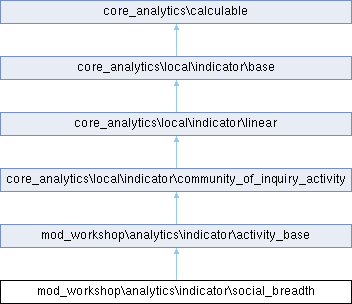 core_analytics\calculable
core_analytics\local\indicator\base
core_analytics\local\indicator\linear
core_analytics\local\indicator\community_of_inquiry_activity
mod_workshop\analytics\indicator\activity_base
mod_workshop\analytics\indicator\social_breadth